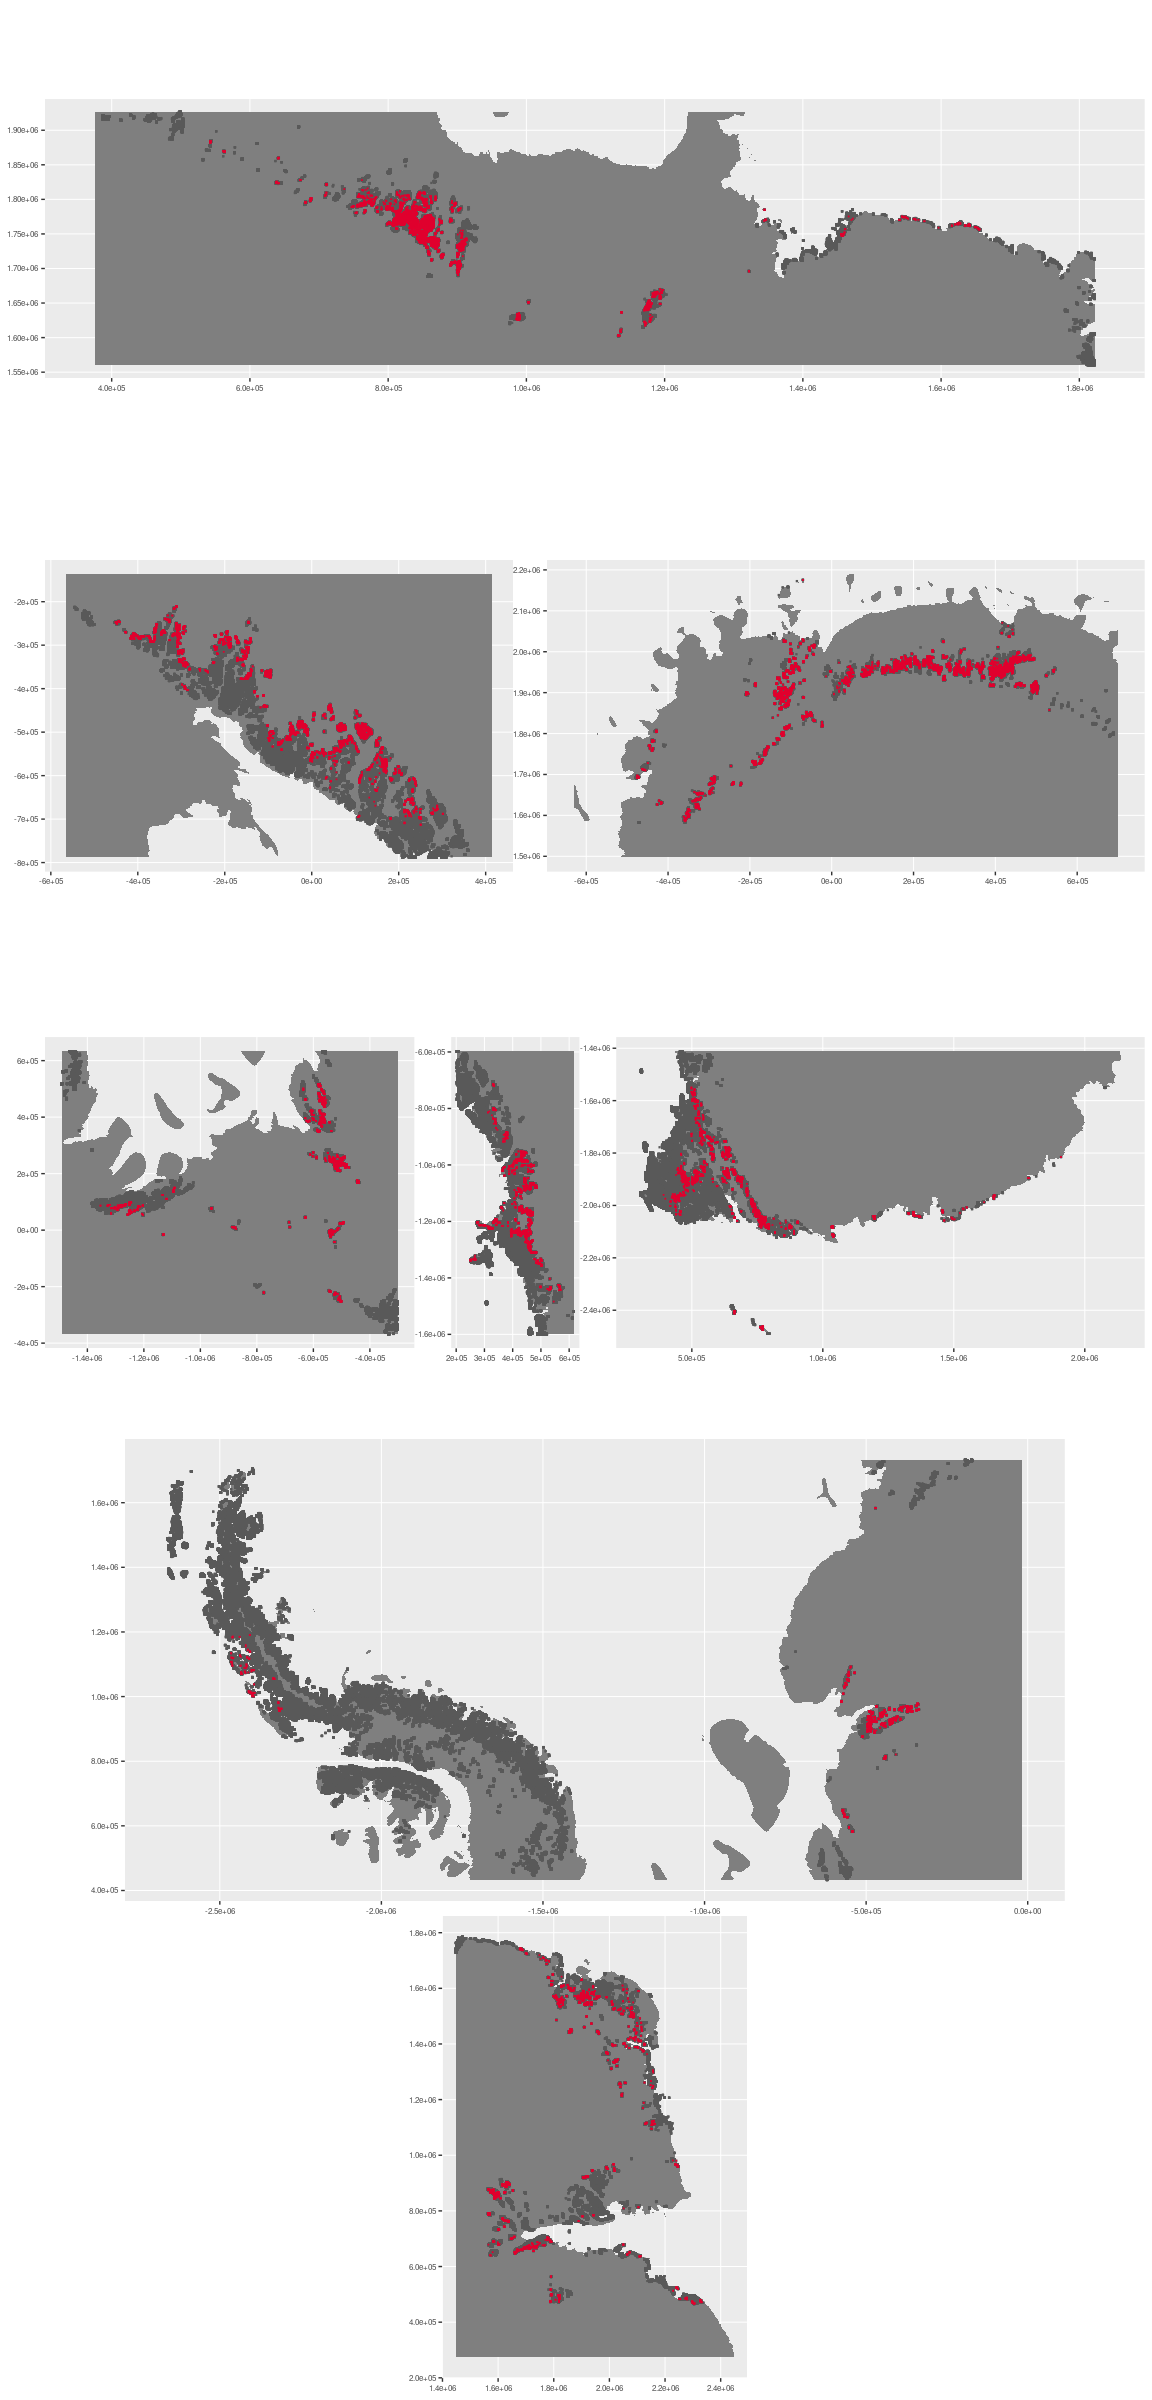 1.90e+06
1.85e+06
1.80e+06
1.75e+06
1.70e+06
1.65e+06
1.60e+06
1.55e+06
4.0e+05 6.0e+05 8.0e+05 1.0e+06 1.2e+06 1.4e+06 1.6e+06 1.8e+06
-2e+05
-3e+05
-4e+05
-5e+05
-6e+05
-7e+05
-8e+05
-6e+05 -4e+05 -2e+05 0e+00 2e+05 4e+05
2.2e+06
2.1e+06
2.0e+06
1.9e+06
1.8e+06
1.7e+06
1.6e+06
1.5e+06
-6e+05 -4e+05 -2e+05 0e+00 2e+05 4e+05 6e+05
6e+05
4e+05
2e+05
0e+00
-2e+05
-4e+05
-1.4e+06 -1.2e+06 -1.0e+06 -8.0e+05 -6.0e+05 -4.0e+05
-6.0e+05
-8.0e+05
-1.0e+06
-1.2e+06
-1.4e+06
-1.6e+06
2e+05 3e+05 4e+05 5e+05 6e+05
-1.4e+06
-1.6e+06
-1.8e+06
-2.0e+06
-2.2e+06
-2.4e+06
5.0e+05 1.0e+06 1.5e+06 2.0e+06
1.6e+06
1.4e+06
1.2e+06
1.0e+06
8.0e+05
6.0e+05
4.0e+05
-2.5e+06 -2.0e+06 -1.5e+06 -1.0e+06 -5.0e+05 0.0e+00
1.8e+06
1.6e+06
1.4e+06
1.2e+06
1.0e+06
8.0e+05
6.0e+05
4.0e+05
2.0e+05
1.4e+06 1.6e+06 1.8e+06 2.0e+06 2.2e+06 2.4e+06